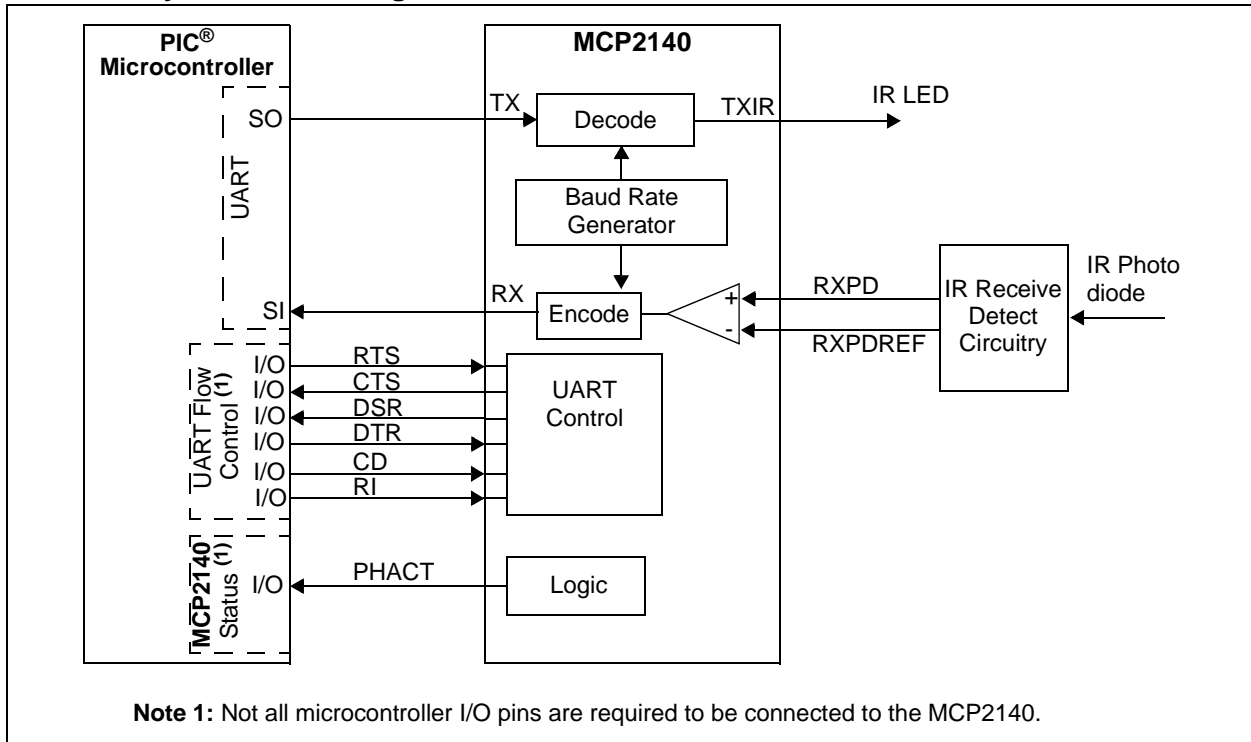 PIC®
Microcontroller
MCP2140
SO
TX
Decode
TXIR
IR LED
UART
Baud Rate
Generator
SI
RX
Encode
+
-
RXPD
RXPDREF
IR Receive
Detect
Circuitry
IR Photo
diode
UART Flow
Control(1)
I/O
RTS
I/O
CTS
I/O
DSR
I/O
DTR
I/O
CD
I/O
RI
UART
Control
MCP2140
Status(1)
I/O
PHACT
Logic
Note 1: Not all microcontroller I/O pins are required to be connected to the MCP2140.